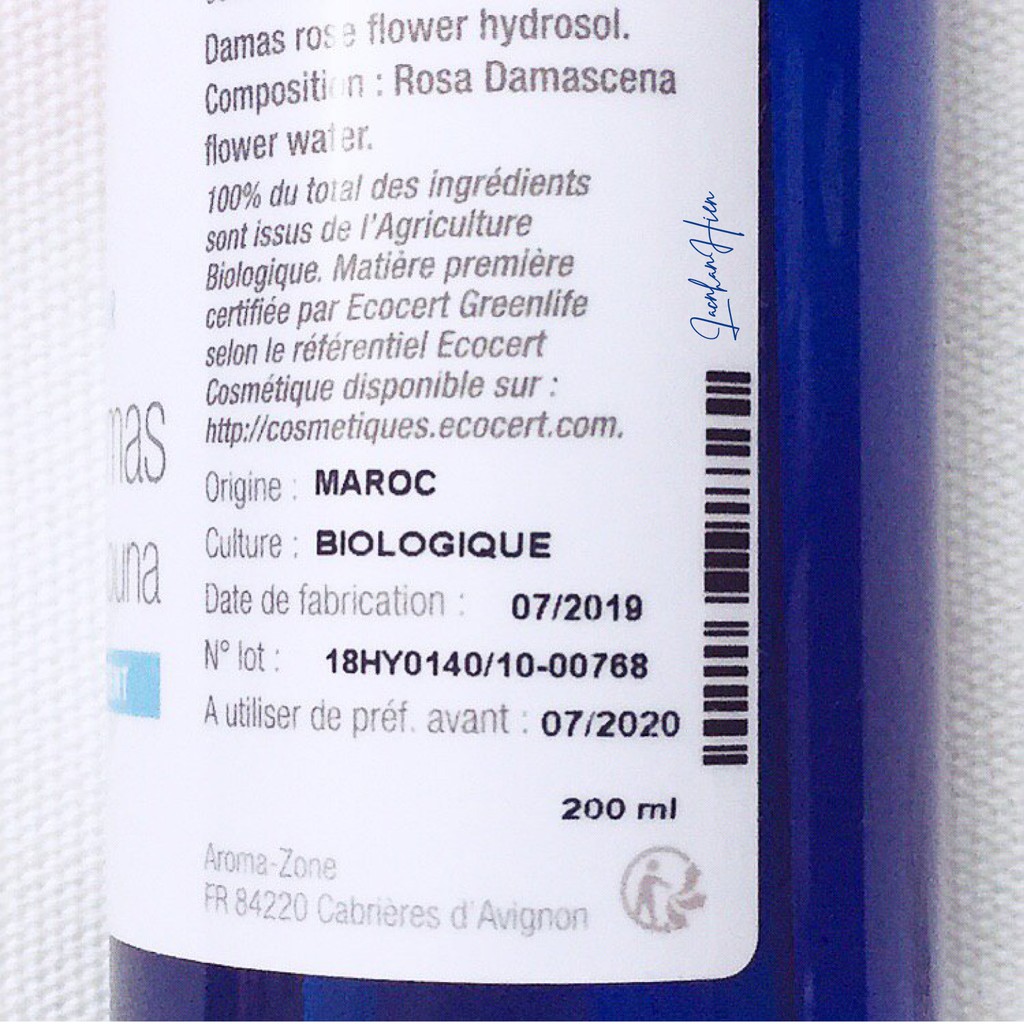 Damas rose flower hydrosol.
Composition : Rosa Damascena
flower water.
100% du total des ingrédients
sont issus de l'Agriculture
Biologique. Matière première
certifiée par Ecocert Greenlife
selon le référentiel Ecocert
Cosmétique disponible sur :
http://cosmetiques.ecocert.com.
Origine : MAROC
Culture : BIOLOGIQUE
Date de fabrication : 07/2019
N° lot : 18HY0140/10-00768
A utiliser de préf. avant : 07/2020
200 ml
Aroma-Zone
FR 84220 Cabrières d'Avignon
mas
ouna